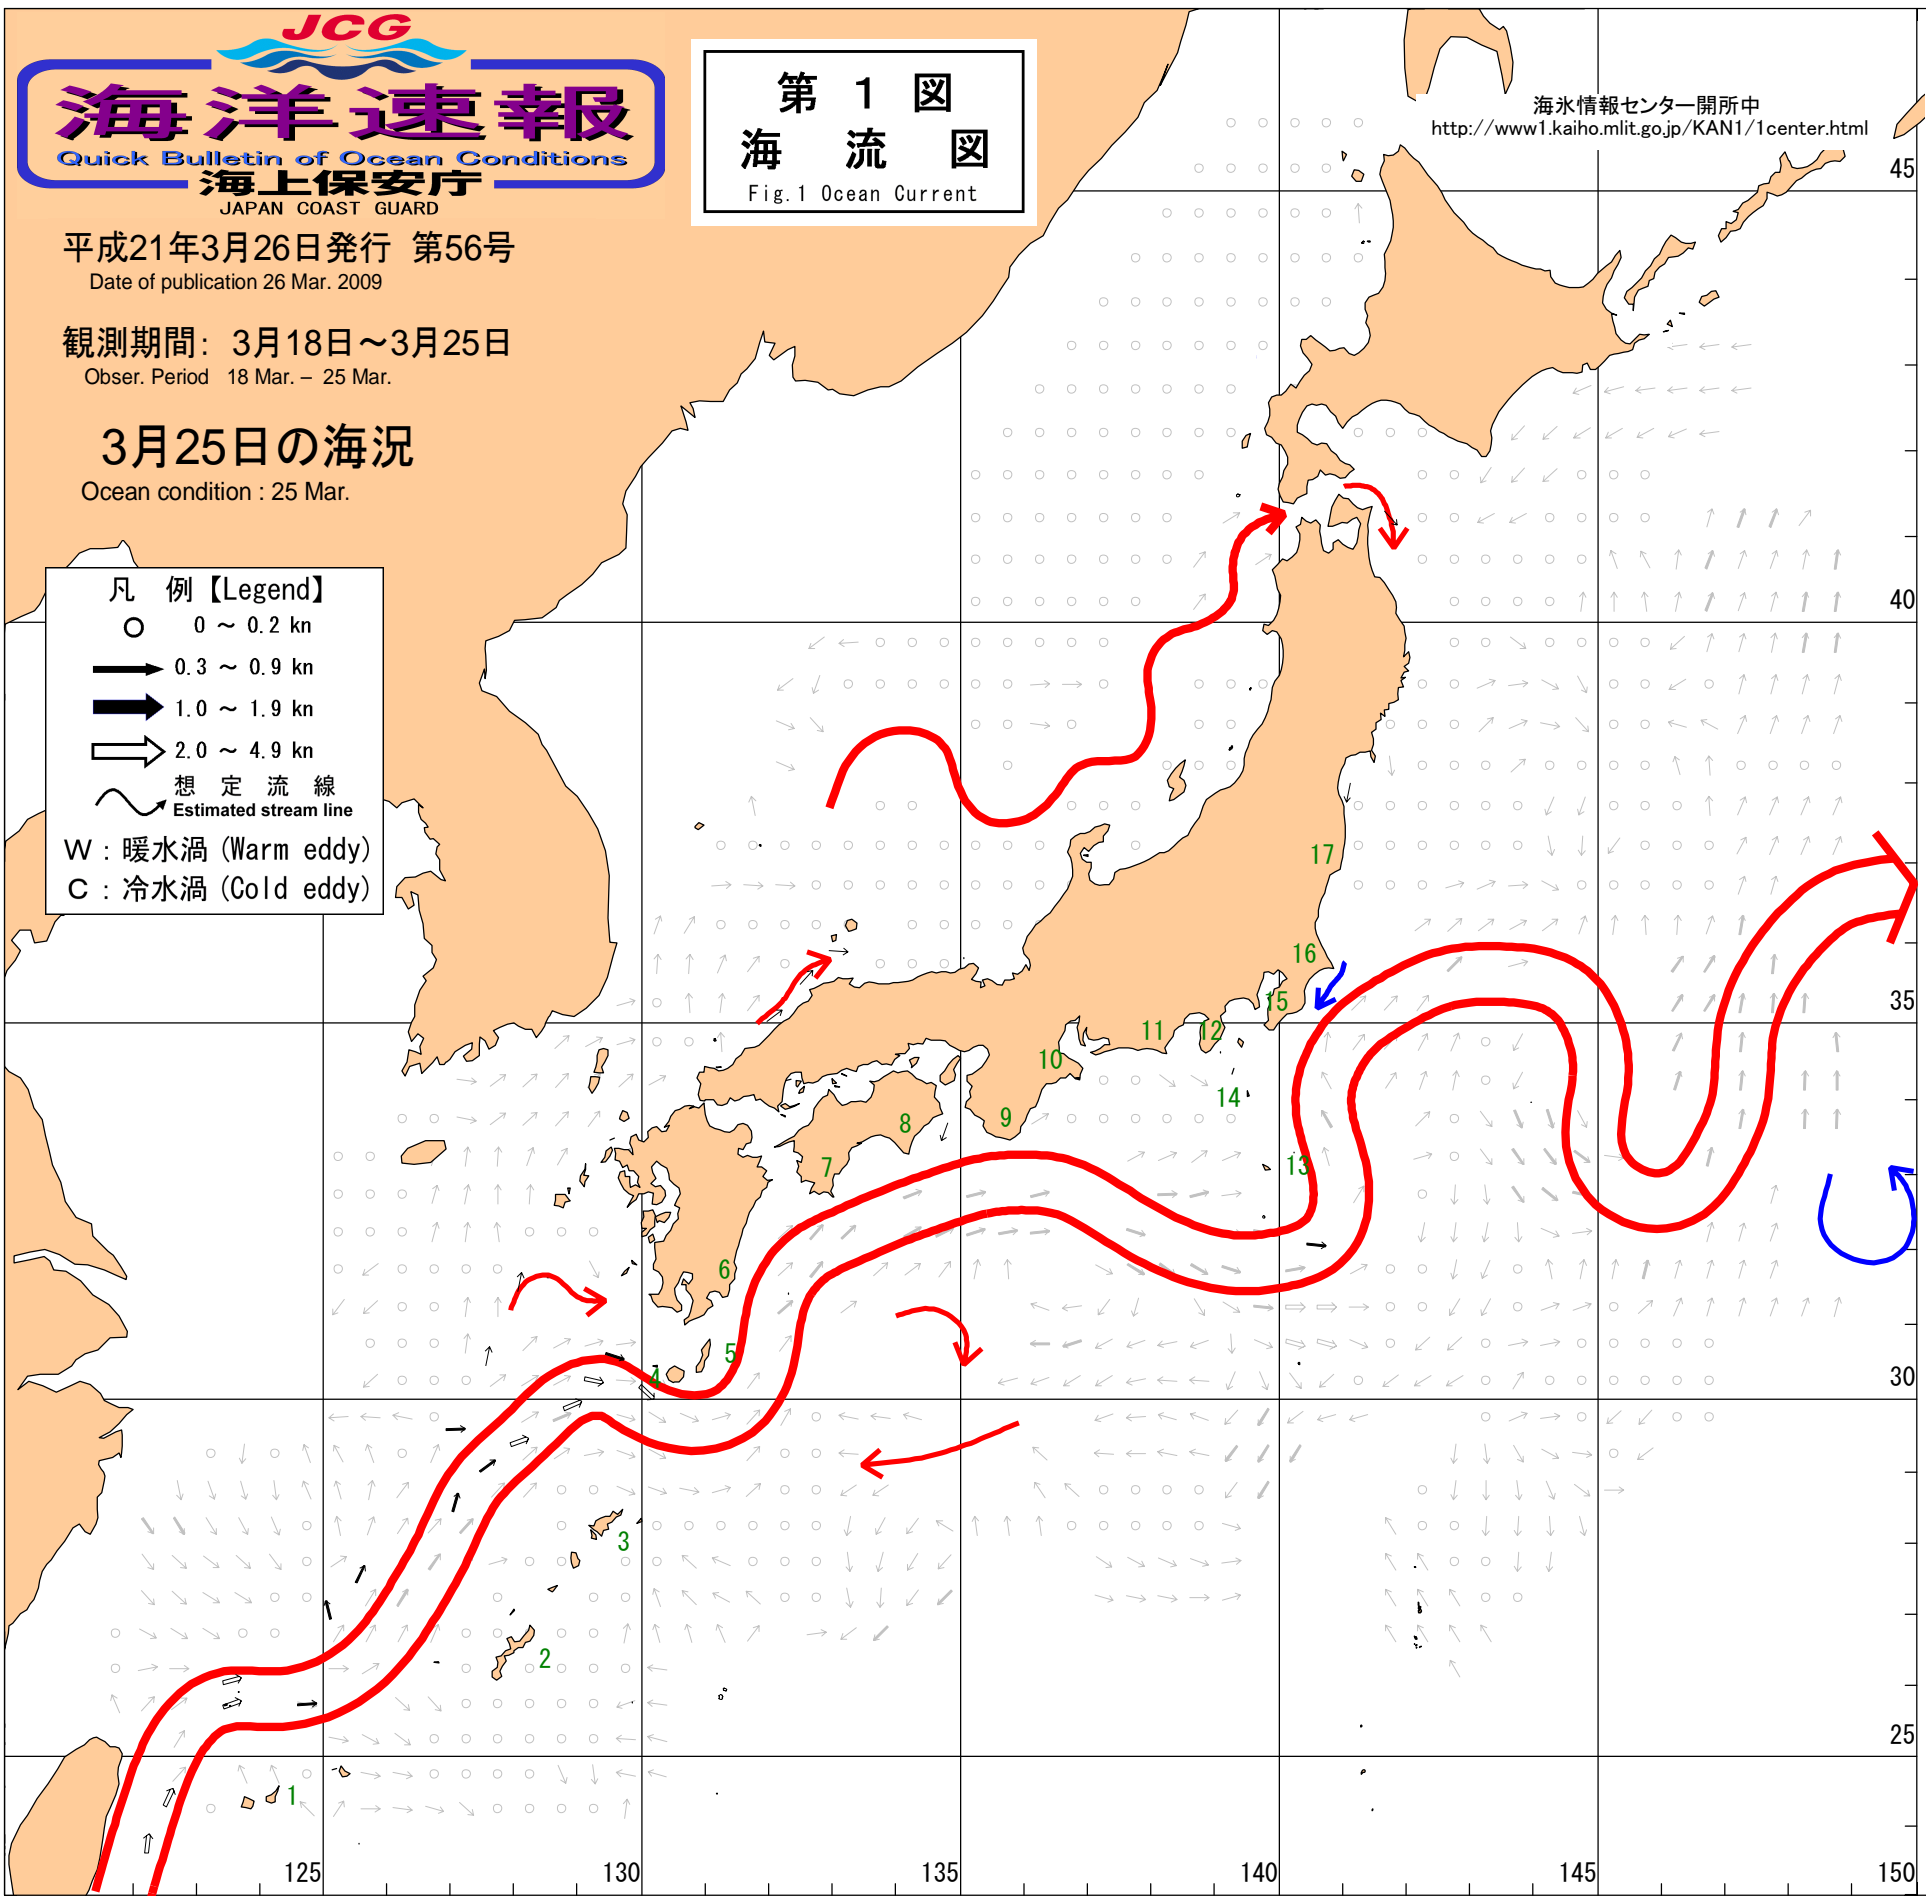 JCG
海洋速報
Quick Bulletin of Ocean Conditions
海上保安庁
JAPAN COAST GUARD
平成21年3月26日発行 第56号
Date of publication 26 Mar. 2009
観測期間: 3月18日～3月25日
Obser. Period 18 Mar. – 25 Mar.
3月25日の海況
Ocean condition : 25 Mar.
第 1 図
海 流 図
Fig.1 Ocean Current
海氷情報センター開所中
http://www1.kaiho.mlit.go.jp/KAN1/1center.html
凡 例【Legend】
0 ～ 0.2 kn
0.3 ～ 0.9 kn
1.0 ～ 1.9 kn
2.0 ～ 4.9 kn
想 定 流 線
Estimated stream line
W : 暖水渦 (Warm eddy)
C : 冷水渦 (Cold eddy)
45
40
35
30
25
17
16
15
12
11
10
14
9
8
13
7
6
5
4
3
2
1
125
130
135
140
145
150